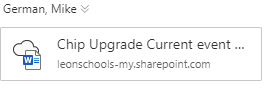 German, Mike
Chip Upgrade Current event ...
leonschools-my.sharepoint.com